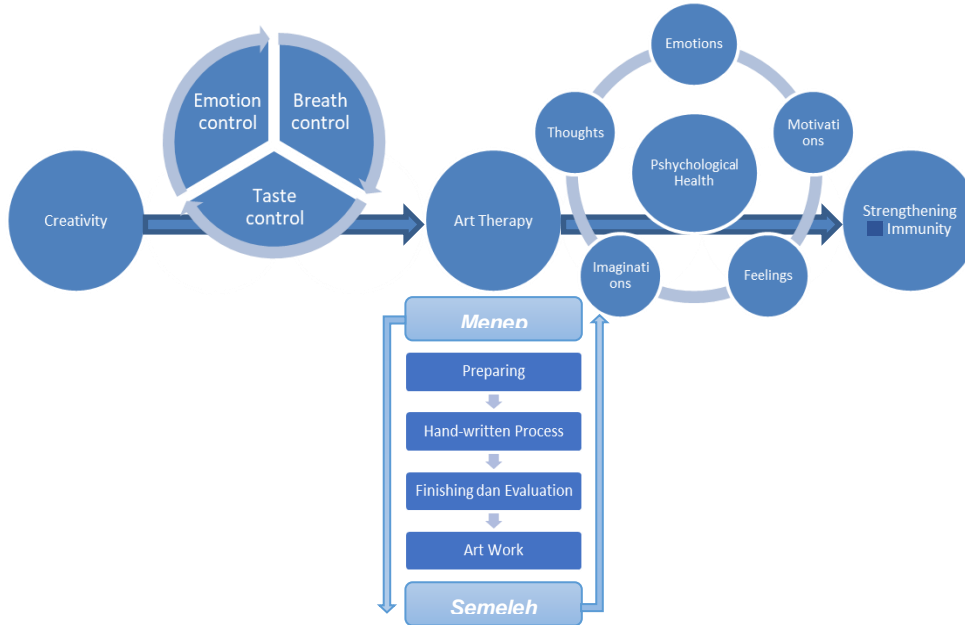 Creativity
Emotion
control
Breath
control
Taste
control
Art Therapy
Emotions
Thoughts
Motivati
ons
Pshychological
Health
Imaginati
ons
Feelings
Strengthening
Immunity
Menep
Preparing
Hand-written Process
Finishing dan Evaluation
Art Work
Semeleh